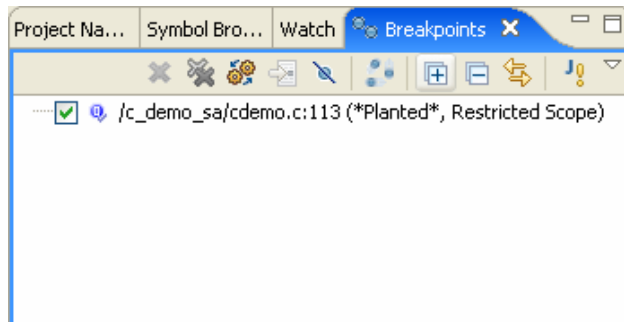 Project Na... Symbol Bro... Watch Breakpoints
/c_demo_sa/cdemo.c:113 (*Planted*, Restricted Scope)